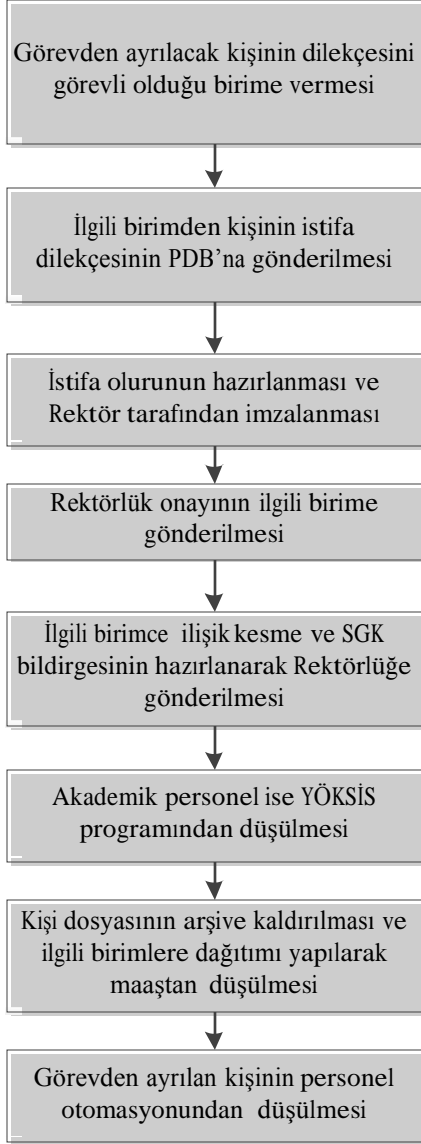 Görevden ayrılacak kişinin dilekçesini
görevli olduğu birime vermesi
İlgili birimden kişinin istifa
dilekçesinin PDB’na gönderilmesi
İstifa olurunun hazırlanması ve
Rektör tarafından imzalanması
Rektörlük onayının ilgili birime
gönderilmesi
İlgili birimce ilişik kesme ve SGK
bildirgesinin hazırlanarak Rektörlüğe
gönderilmesi
Akademik personel ise YÖKSİS
programından düşülmesi
Kişi dosyasının arşive kaldırılması ve
ilgili birimlere dağıtımı yapılarak
maaştan düşülmesi
Görevden ayrılan kişinin personel
otomasyonundan düşülmesi